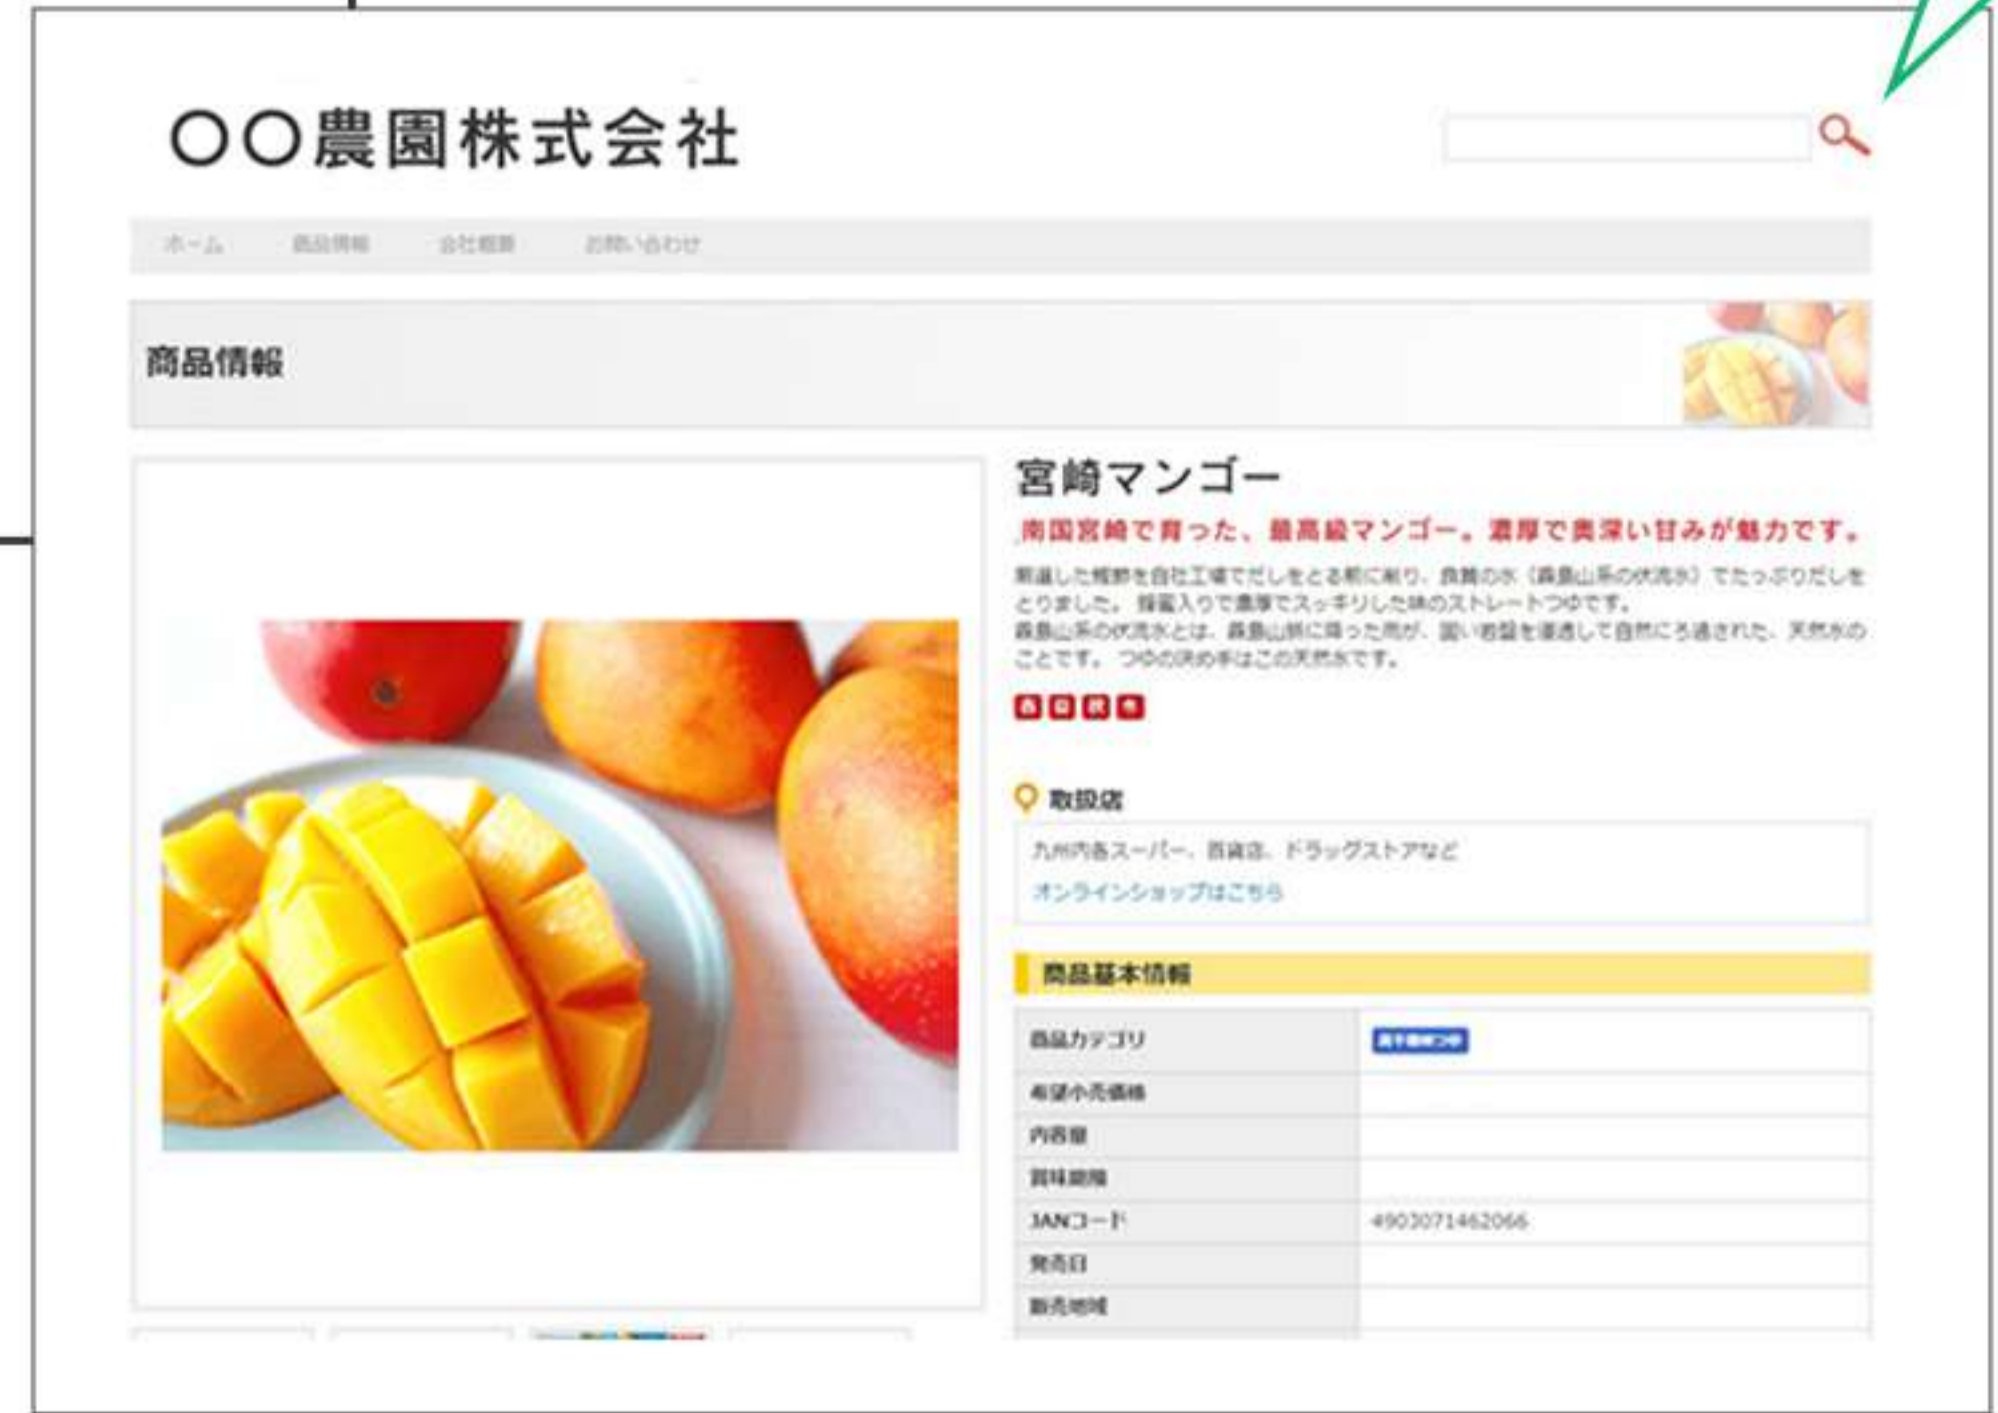 〇〇農園株式会社
ホーム 商品情報 会社概要 お問い合わせ
商品情報
宮崎マンゴー
南国宮崎で育った、最高級マンゴー。濃厚で奥深い甘みが魅力です。
厳選した鰹節を自社工場でだしをとる前に削り、良質の水（霧島山系の伏流水）でたっぷりだしを
とりました。 蜂蜜入りで濃厚でスッキリした味のストレートつゆです。
霧島山系の伏流水とは、霧島山脈に降った雨が、固い岩盤を浸透して自然にろ過された、天然水の
ことです。 つゆの決め手はこの天然水です。
春 夏 秋 冬
取扱店
九州内各スーパー、百貨店、ドラッグストアなど
オンラインショップはこちら
商品基本情報
商品カテゴリ
希望小売価格
内容量
賞味期限
JANコード 4903071462066
発売日
販売地域